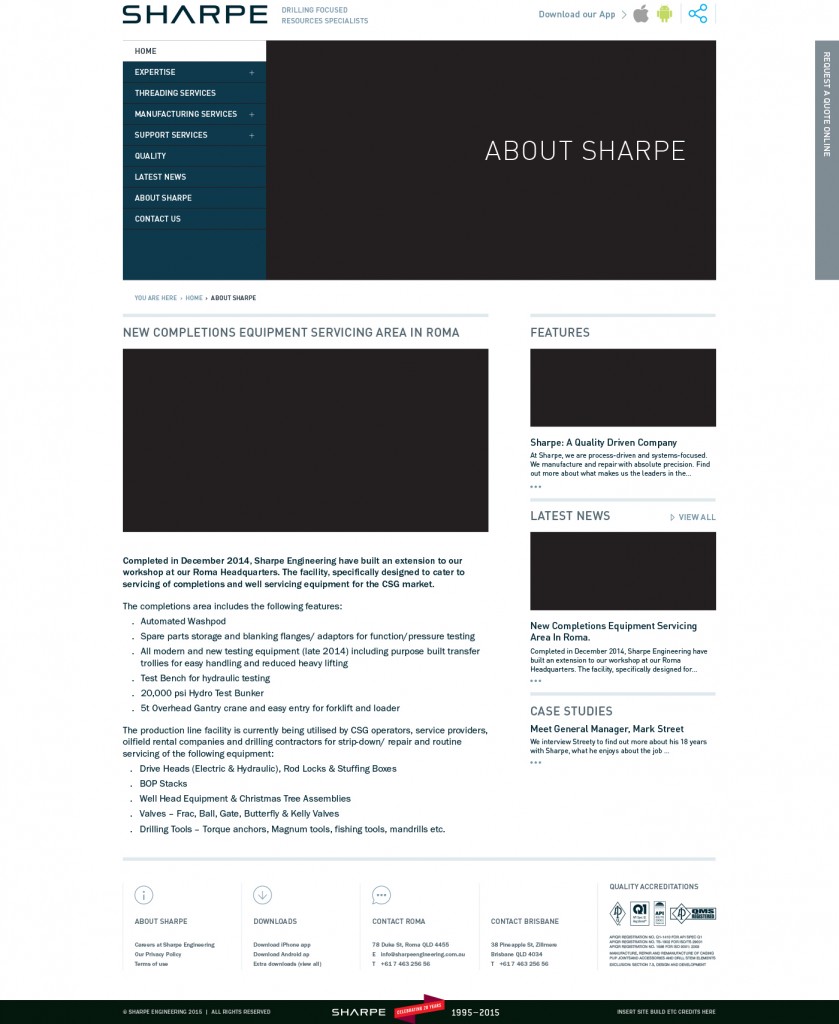 SHARPE
DRILLING FOCUSED
RESOURCES SPECIALISTS
Download our App
REQUEST A QUOTE ONLINE
HOME
EXPERTISE +
THREADING SERVICES
MANUFACTURING SERVICES +
SUPPORT SERVICES +
QUALITY
LATEST NEWS
ABOUT SHARPE
CONTACT US
ABOUT SHARPE
YOU ARE HERE › HOME › ABOUT SHARPE
NEW COMPLETIONS EQUIPMENT SERVICING AREA IN ROMA
Completed in December 2014, Sharpe Engineering have built an extension to our
workshop at our Roma Headquarters. The facility, specifically designed to cater to
servicing of completions and well servicing equipment for the CSG market.
The completions area includes the following features:
. Automated Washpod
. Spare parts storage and blanking flanges/ adaptors for function/pressure testing
. All modern and new testing equipment (late 2014) including purpose built transfer
trollies for easy handling and reduced heavy lifting
. Test Bench for hydraulic testing
. 20,000 psi Hydro Test Bunker
. 5t Overhead Gantry crane and easy entry for forklift and loader
The production line facility is currently being utilised by CSG operators, service providers,
oilfield rental companies and drilling contractors for strip-down/ repair and routine
servicing of the following equipment:
. Drive Heads (Electric & Hydraulic), Rod Locks & Stuffing Boxes
. BOP Stacks
. Well Head Equipment & Christmas Tree Assemblies
. Valves – Frac, Ball, Gate, Butterfly & Kelly Valves
. Drilling Tools – Torque anchors, Magnum tools, fishing tools, mandrills etc.
FEATURES
Sharpe: A Quality Driven Company
At Sharpe, we are process-driven and systems-focused.
We manufacture and repair with absolute precision. Find
out more about what makes us the leaders in the...
LATEST NEWS
VIEW ALL
New Completions Equipment Servicing
Area In Roma.
Completed in December 2014, Sharpe Engineering have
built an extension to our workshop at our Roma
Headquarters. The facility, specifically designed for...
CASE STUDIES
Meet General Manager, Mark Street
We interview Streety to find out more about his 18 years
with Sharpe, what he enjoys about the job ...
ABOUT SHARPE
Careers at Sharpe Engineering
Our Privacy Policy
Terms of use
DOWNLOADS
Download iPhone app
Download Android ap
Extra downloads (view all)
CONTACT ROMA
78 Duke St, Roma QLD 4455
E info@sharpeengineering.com.au
T +61 7 463 256 56
CONTACT BRISBANE
38 Pineapple St, Zillmere
Brisbane QLD 4034
T +61 7 463 256 56
QUALITY ACCREDITATIONS
Q1
API
QMS
REGISTERED
EXCLUSION SECTION 7.3, DESIGN AND DEVELOPMENT
© SHARPE ENGINEERING 2015 | ALL RIGHTS RESERVED
SHARPE
CELEBRATING 20 YEARS
1995–2015
INSERT SITE BUILD ETC CREDITS HERE